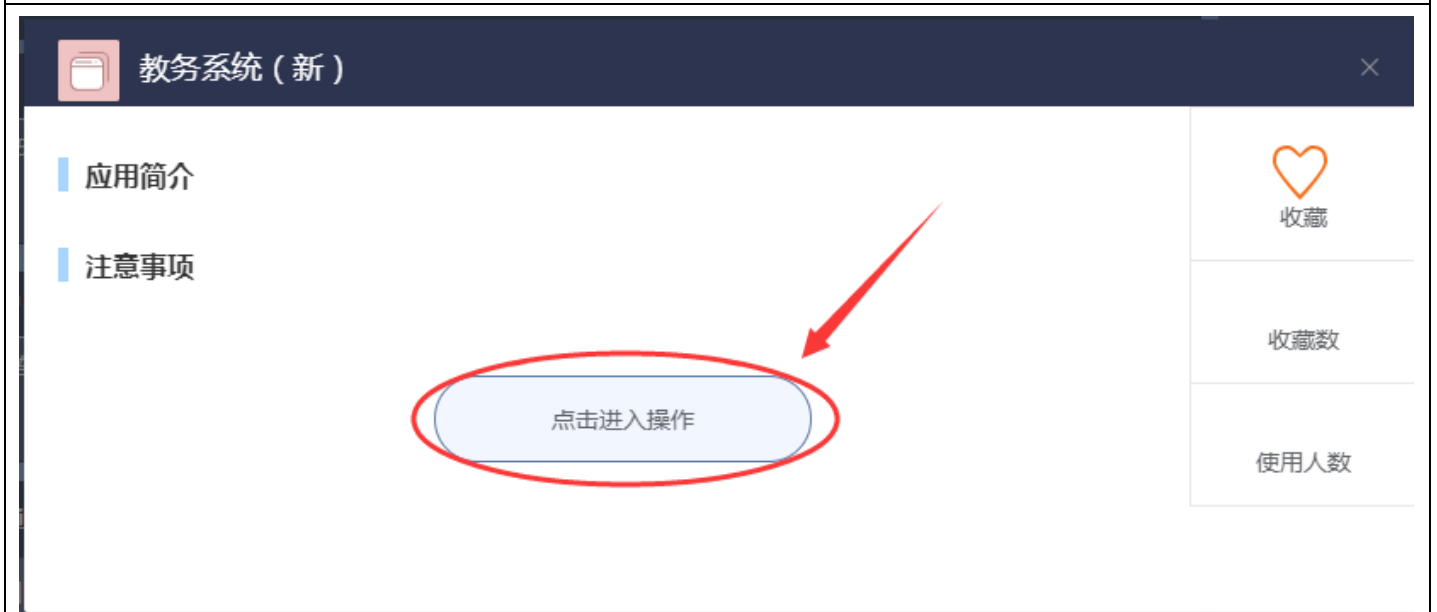 教务系统（新）
应用简介
收藏
注意事项
收藏数
点击进入操作
使用人数